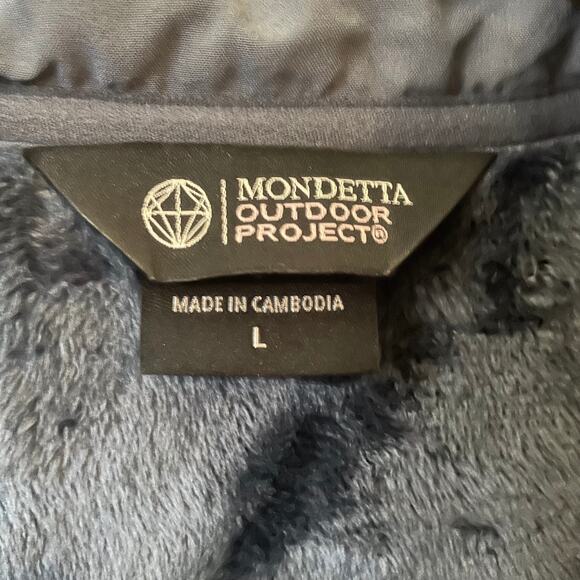 MONDETTA
OUTDOOR
PROJECT®
MADE IN CAMBODIA
L